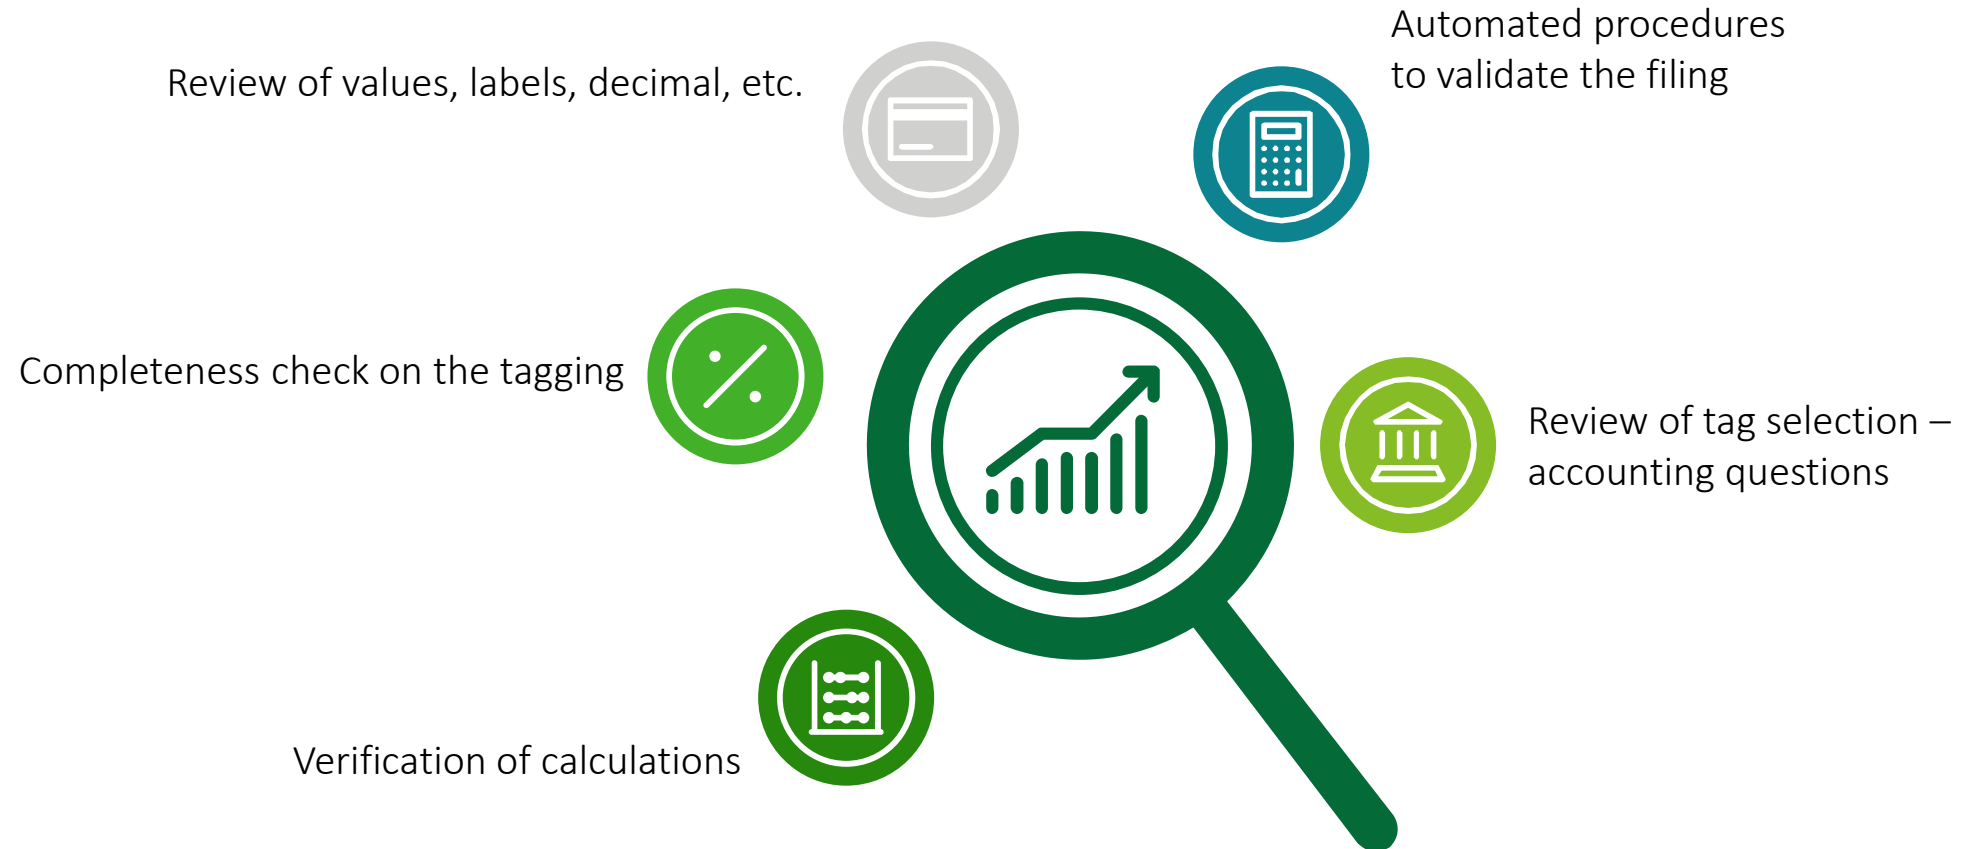 Automated procedures
to validate the filing
Review of values, labels, decimal, etc.
Completeness check on the tagging
Review of tag selection –
accounting questions
Verification of calculations